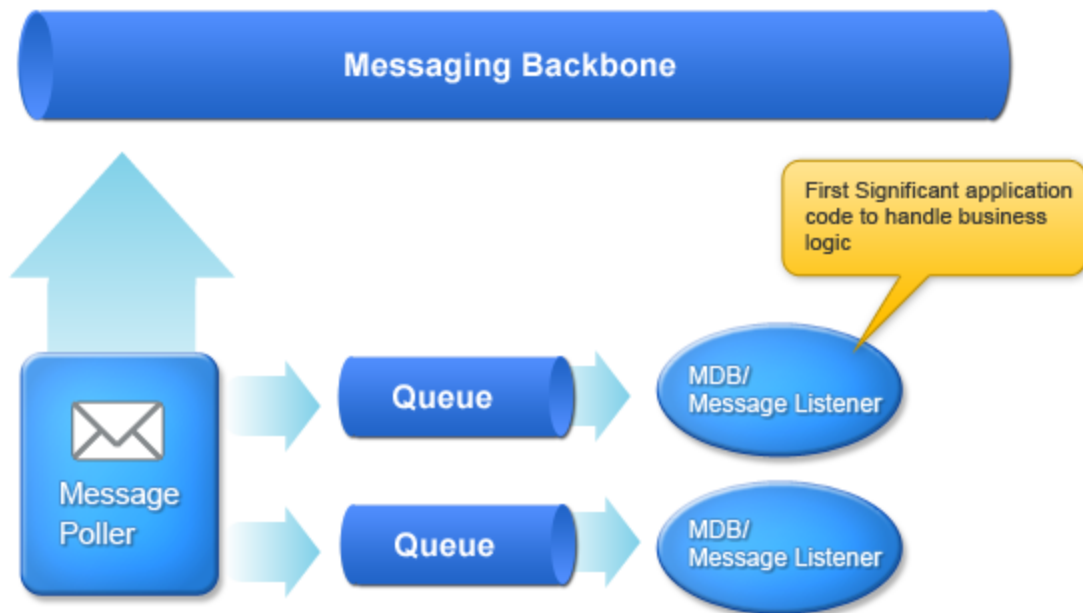 Messaging Backbone
First Significant application
code to handle business
logic
Message
Poller
Queue
MDB/
Message Listener
Queue
MDB/
Message Listener